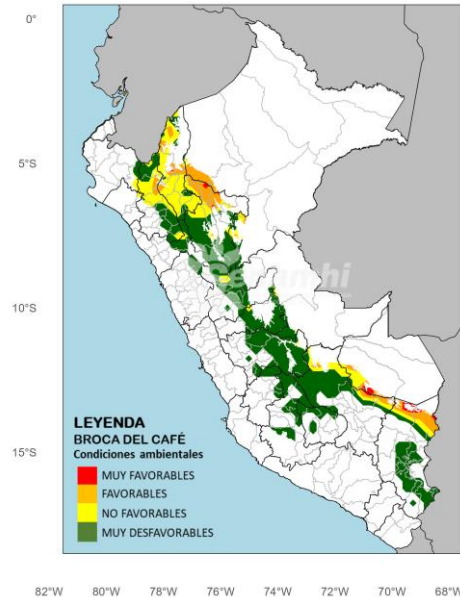 0°
5°S
10°S
15°S
Senamhi
LEYENDA
BROCA DEL CAFÉ
Condiciones ambientales
MUY FAVORABLES
FAVORABLES
NO FAVORABLES
MUY DESFAVORABLES
82°W 80°W 78°W 76°W 74°W 72°W 70°W 68°W